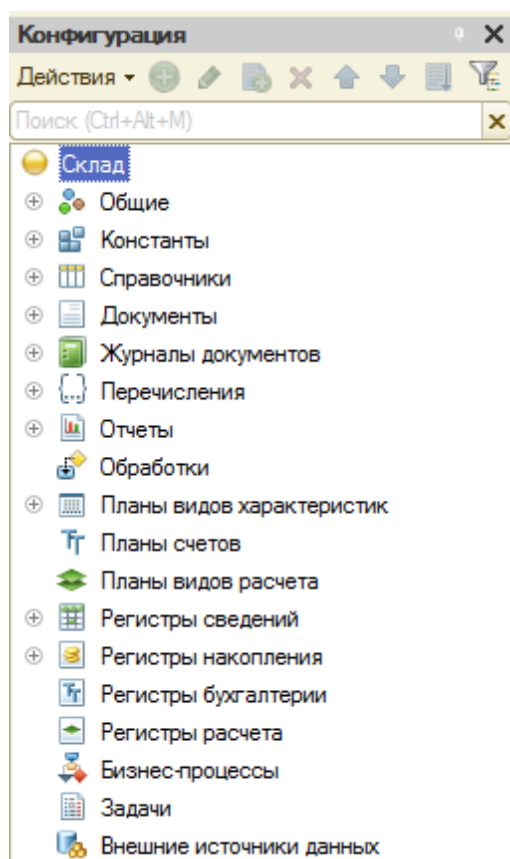 Конфигурация
Действия
Поиск (Ctrl+Alt+M)
Склад
Общие
Константы
Справочники
Документы
Журналы документов
Перечисления
Отчеты
Обработки
Планы видов характеристик
Планы счетов
Планы видов расчета
Регистры сведений
Регистры накопления
Регистры бухгалтерии
Регистры расчета
Бизнес-процессы
Задачи
Внешние источники данных